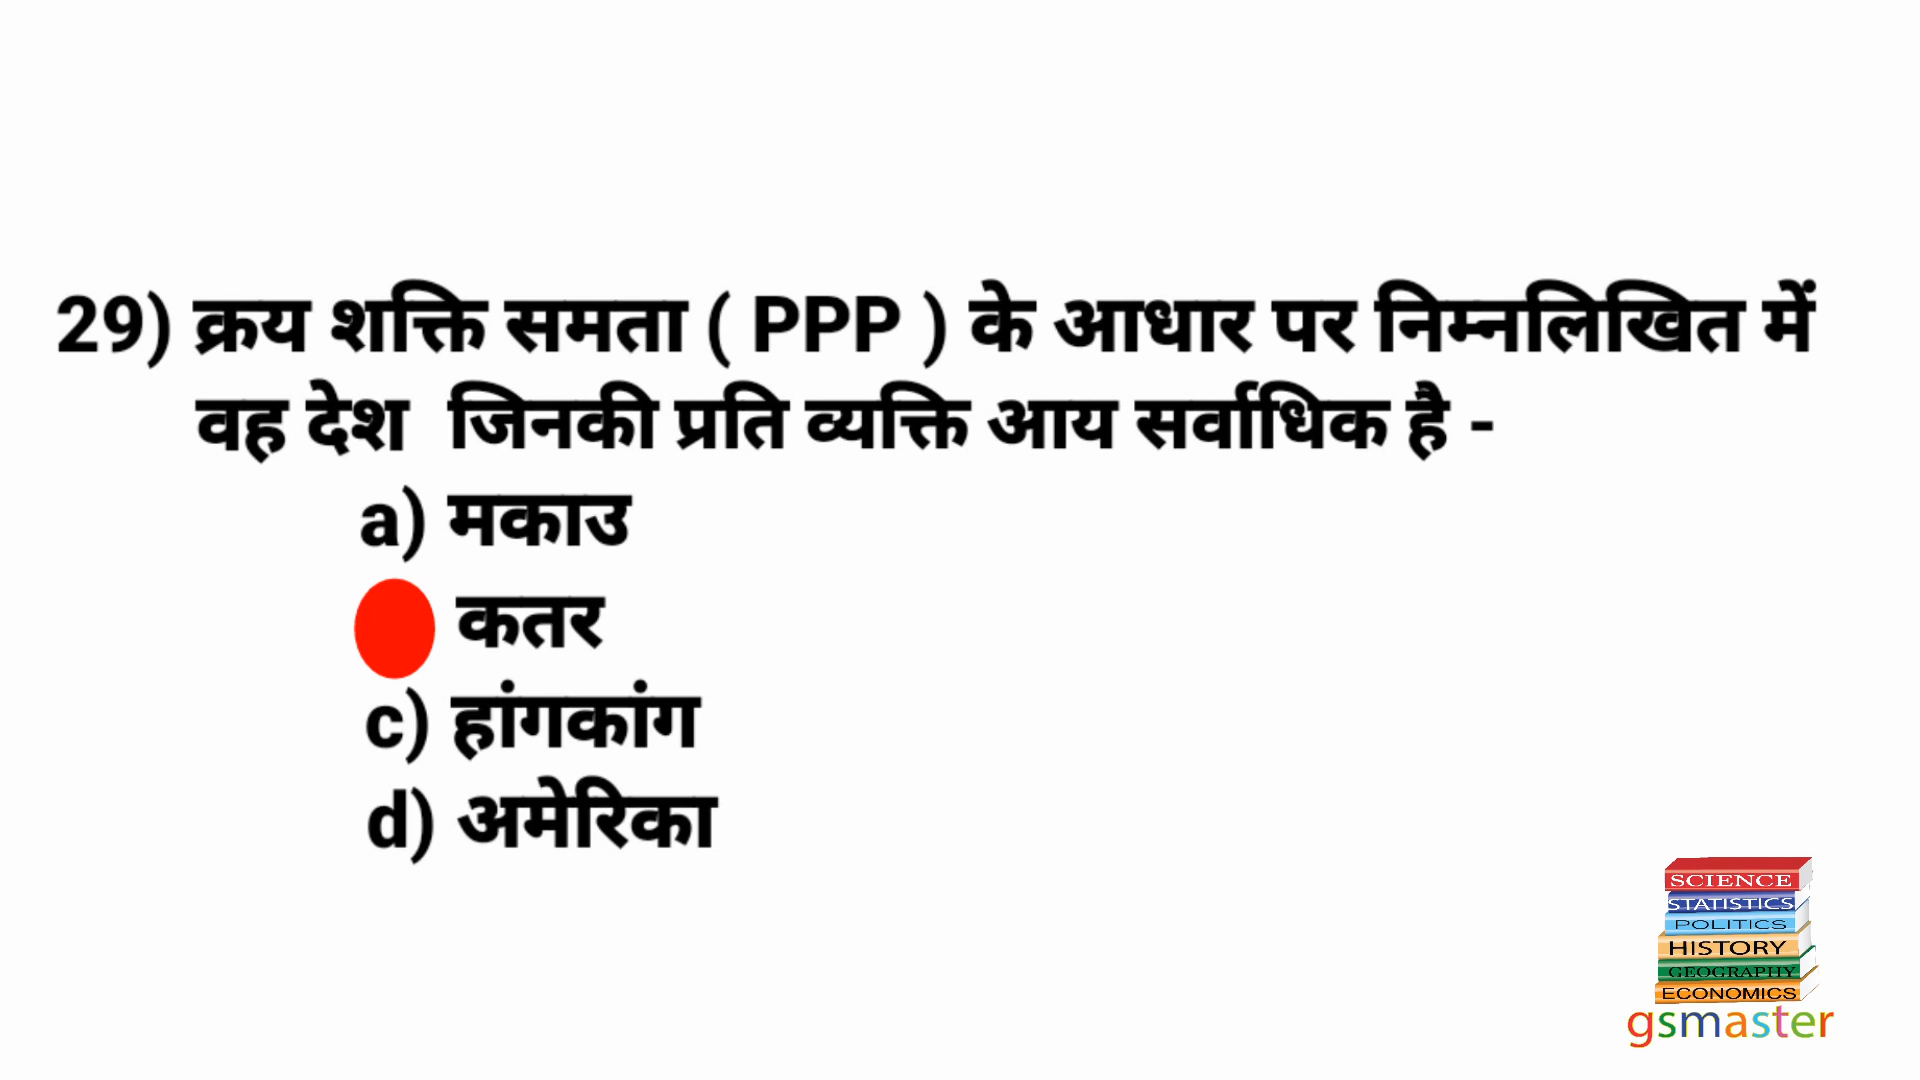 29) क्रय शक्ति समता ( PPP ) के आधार पर निम्नलिखित में
वह देश जिनकी प्रति व्यक्ति आय सर्वाधिक है -
a) मकाउ
कतर
c) हांगकांग
d) अमेरिका
SCIENCE
STATISTICS
POLITICS
HISTORY
GEOGRAPHY
ECONOMICS
gsmaster